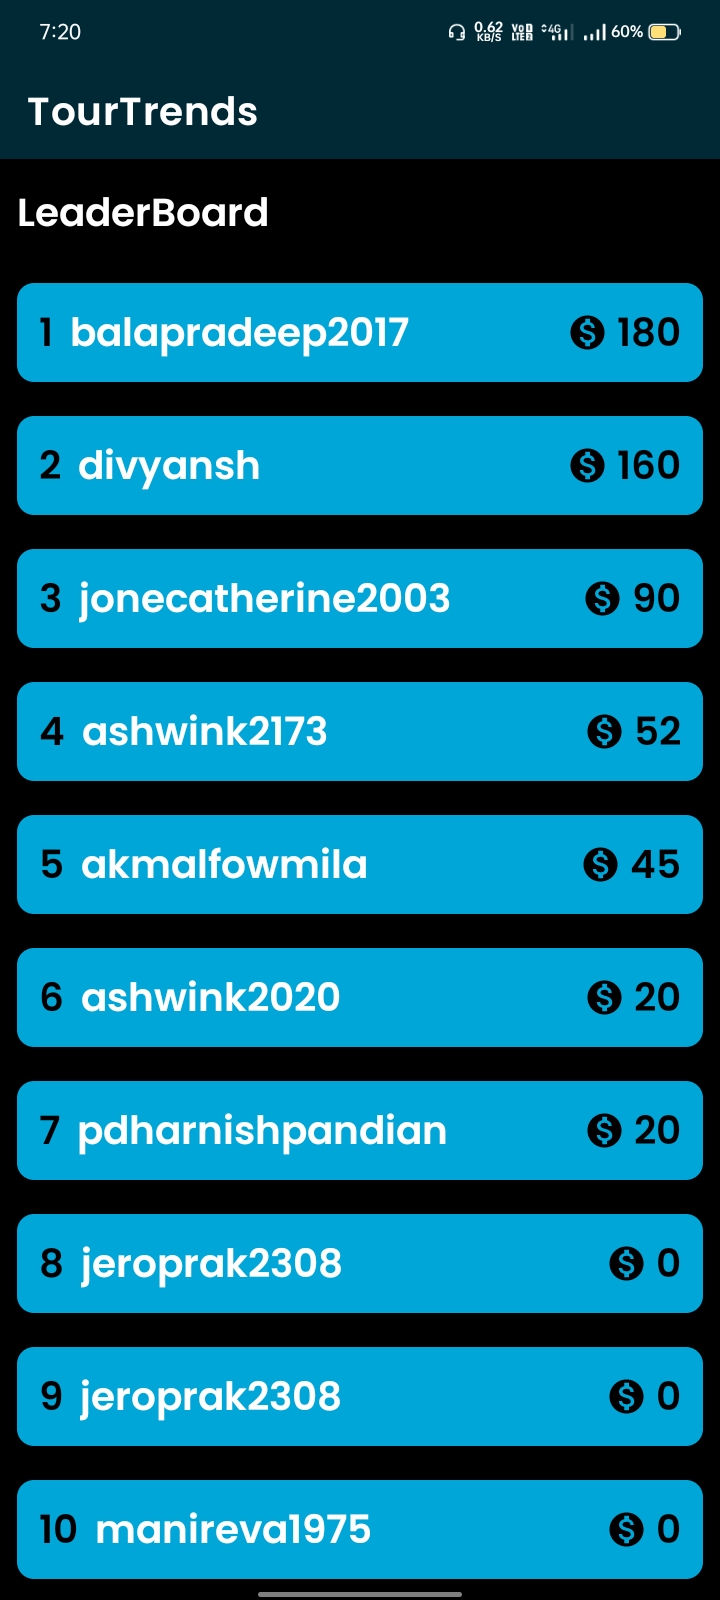 7:20 0.62 KB/S Vo 1 LTE 2 4G 60%
TourTrends
LeaderBoard
1 balapradeep2017 $ 180
2 divyansh $ 160
3 jonecatherine2003 $ 90
4 ashwink2173 $ 52
5 akmalfowmila $ 45
6 ashwink2020 $ 20
7 pdharnishpandian $ 20
8 jeroprak2308 $ 0
9 jeroprak2308 $ 0
10 manireva1975 $ 0